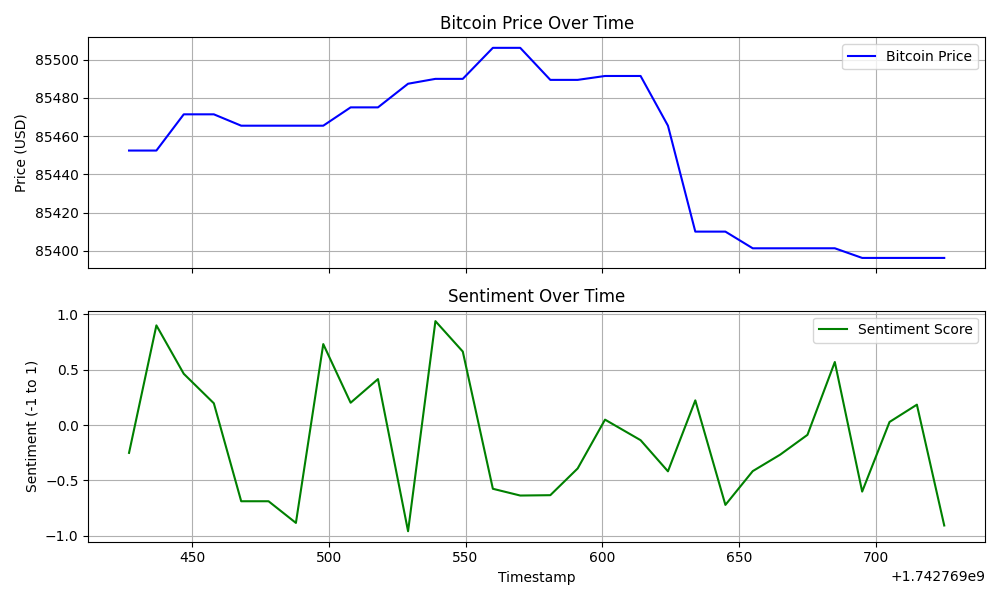 Bitcoin Price Over Time
85500
85480
85460
85440
85420
85400
Price (USD)
Bitcoin Price
Sentiment Over Time
1.0
0.5
0.0
−0.5
−1.0
Sentiment (-1 to 1)
Sentiment Score
450 500 550 600 650 700
Timestamp
+1.742769e9